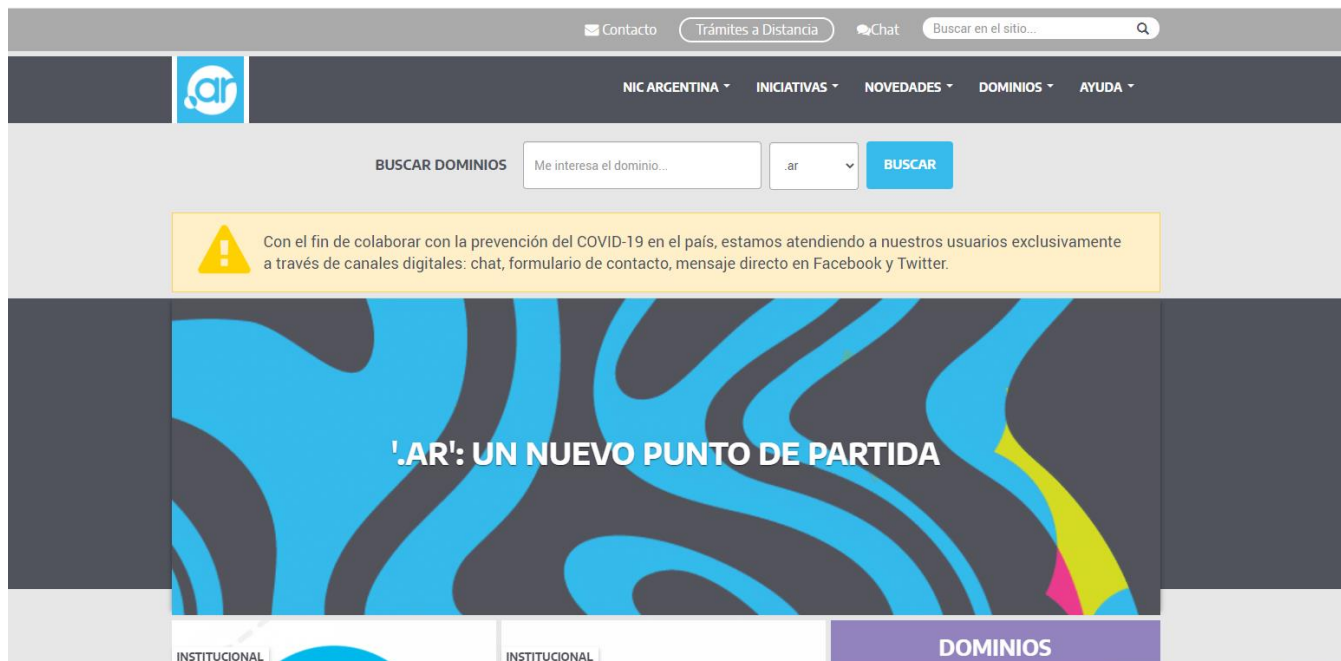 Contacto
Trámites a Distancia
Chat
Buscar en el sitio...
.ar
NIC ARGENTINA
INICIATIVAS
NOVEDADES
DOMINIOS
AYUDA
BUSCAR DOMINIOS
Me interesa el dominio...
.ar
BUSCAR
Con el fin de colaborar con la prevención del COVID-19 en el país, estamos atendiendo a nuestros usuarios exclusivamente
a través de canales digitales: chat, formulario de contacto, mensaje directo en Facebook y Twitter.
'.AR': UN NUEVO PUNTO DE PARTIDA
INSTITUCIONAL
INSTITUCIONAL
DOMINIOS